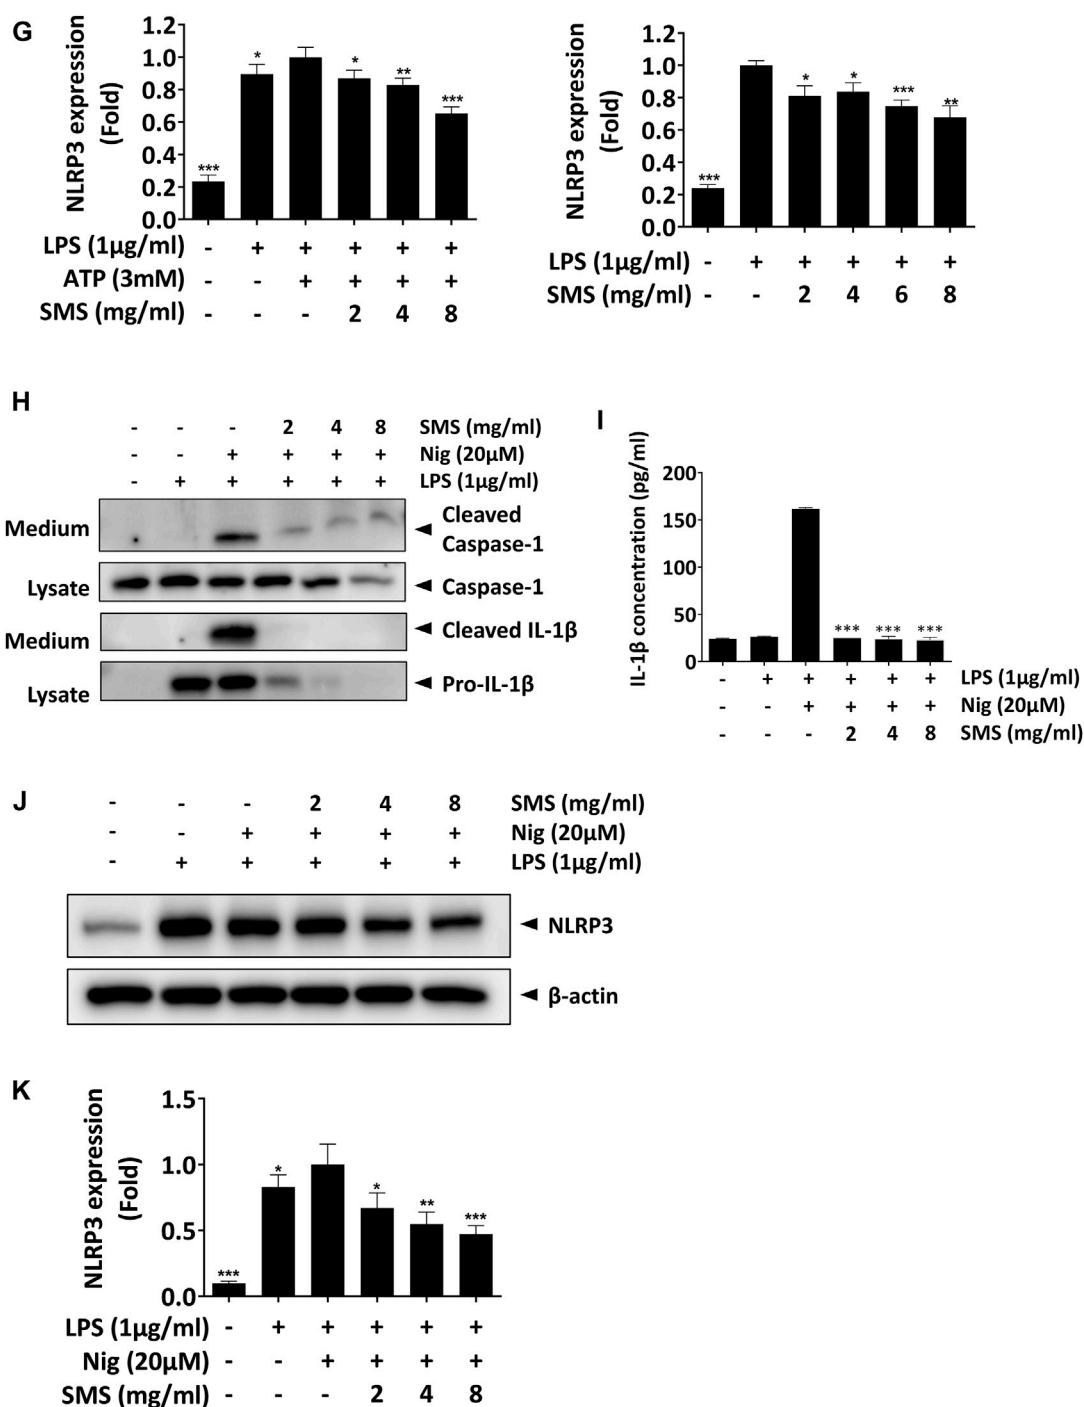 G
NLRP3 expression
(Fold)
1.2
1.0
0.8
0.6
0.4
0.2
0.0
* * ** *** ***
LPS (1µg/ml) - + + + + +
ATP (3mM) - - + + + +
SMS (mg/ml) - - - 2 4 8
NLRP3 expression
(Fold)
1.2
1.0
0.8
0.6
0.4
0.2
0.0
*** * * *** **
LPS (1µg/ml) - + + + + +
SMS (mg/ml) - - 2 4 6 8
H
- - - 2 4 8 SMS (mg/ml)
- - + + + + Nig (20µM)
- + + + + + LPS (1µg/ml)
Medium
Cleaved
Caspase-1
Lysate
Caspase-1
Medium
Cleaved IL-1β
Lysate
Pro-IL-1β
I
IL-1β concentration (pg/ml)
200
150
100
50
0
*** *** ***
- + + + + + LPS (1µg/ml)
- - + + + + Nig (20µM)
- - - 2 4 8 SMS (mg/ml)
J
- - - 2 4 8 SMS (mg/ml)
- - + + + + Nig (20µM)
- + + + + + LPS (1µg/ml)
NLRP3
β-actin
K
NLRP3 expression
(Fold)
1.5
1.0
0.5
0.0
*** * * ** ***
LPS (1µg/ml) - + + + + +
Nig (20µM) - - + + + +
SMS (mg/ml) - - - 2 4 8